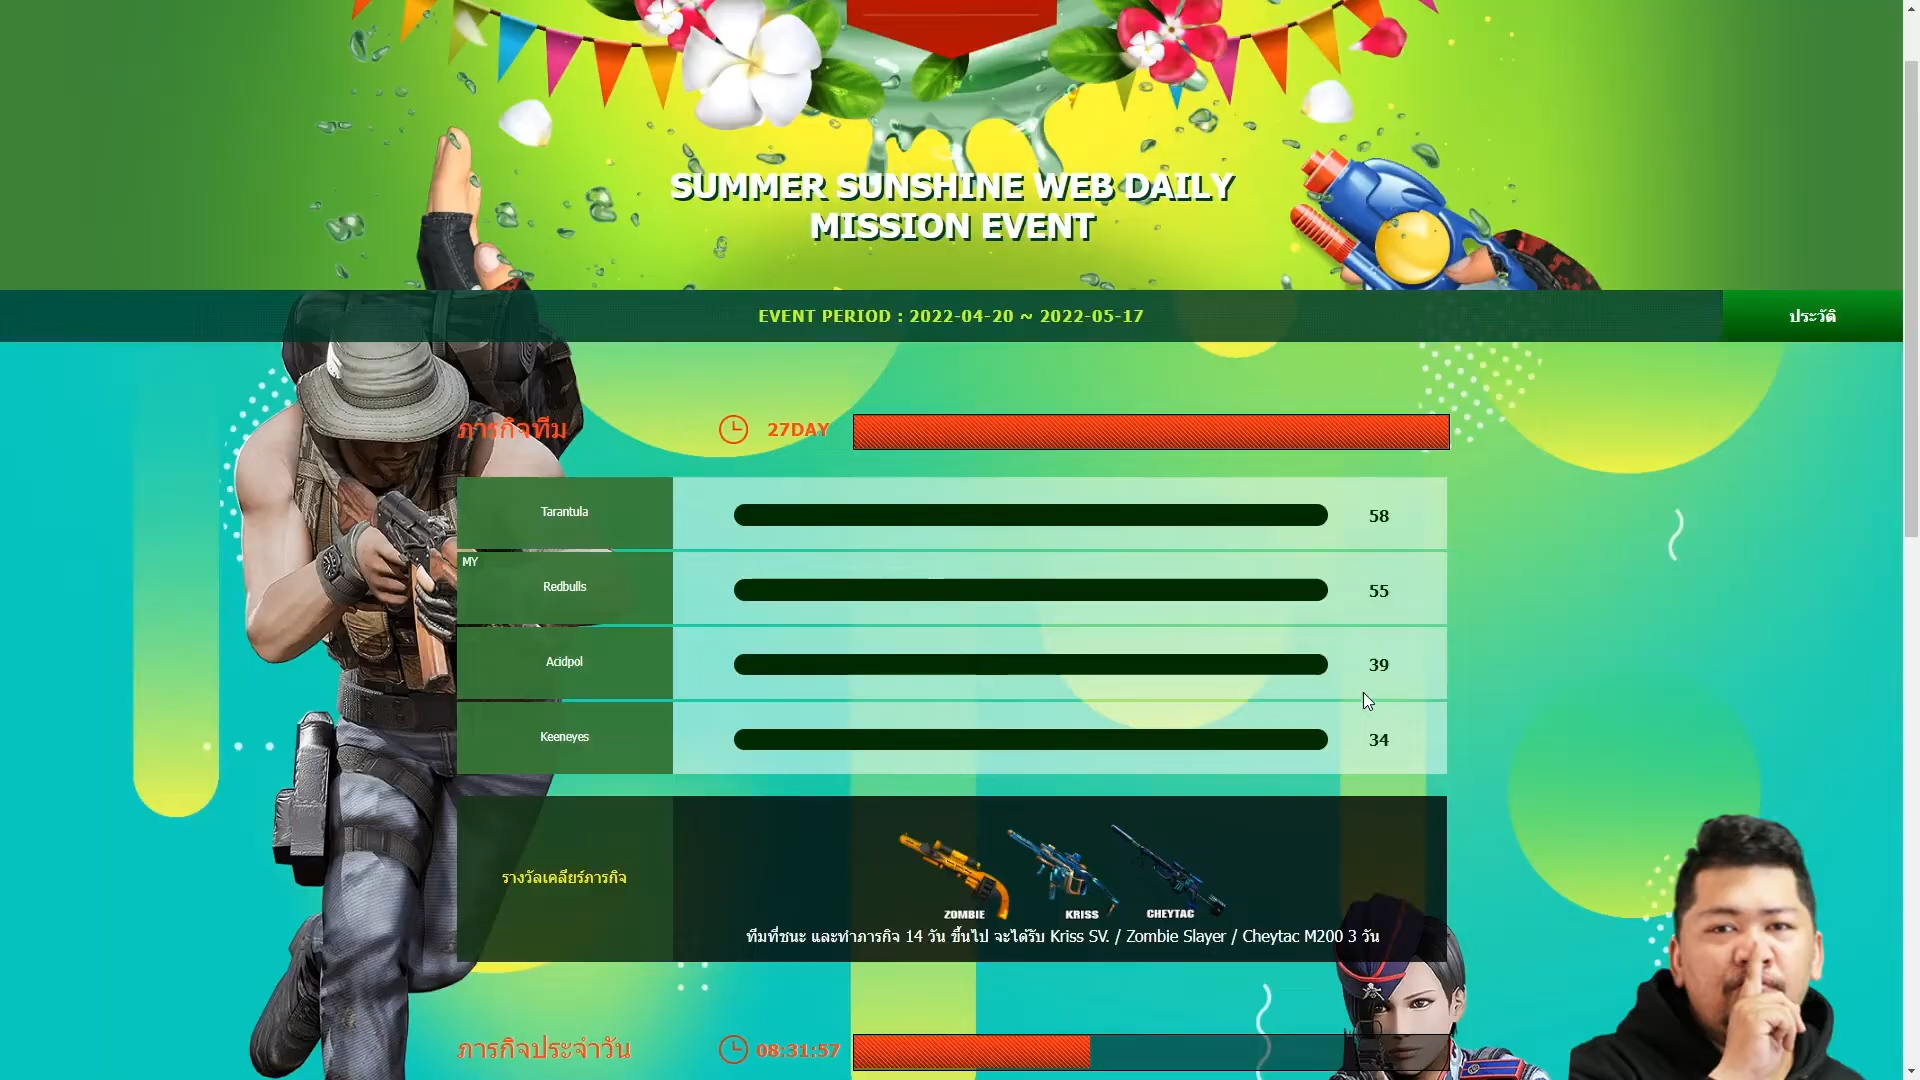 SUMMER SUNSHINE WEB DAILY
MISSION EVENT
EVENT PERIOD : 2022-04-20 ~ 2022-05-17
ประวัติ
ภารกิจทีม
27DAY
Tarantula
58
MY
Redbulls
55
Acidpol
39
Keeneyes
34
รางวัลเคลียร์ภารกิจ
ZOMBIE
KRISS
CHEYTAC
ทีมที่ชนะ และทำภารกิจ 14 วัน ขึ้นไป จะได้รับ Kriss SV. / Zombie Slayer / Cheytac M200 3 วัน
ภารกิจประจำวัน
08:31:57